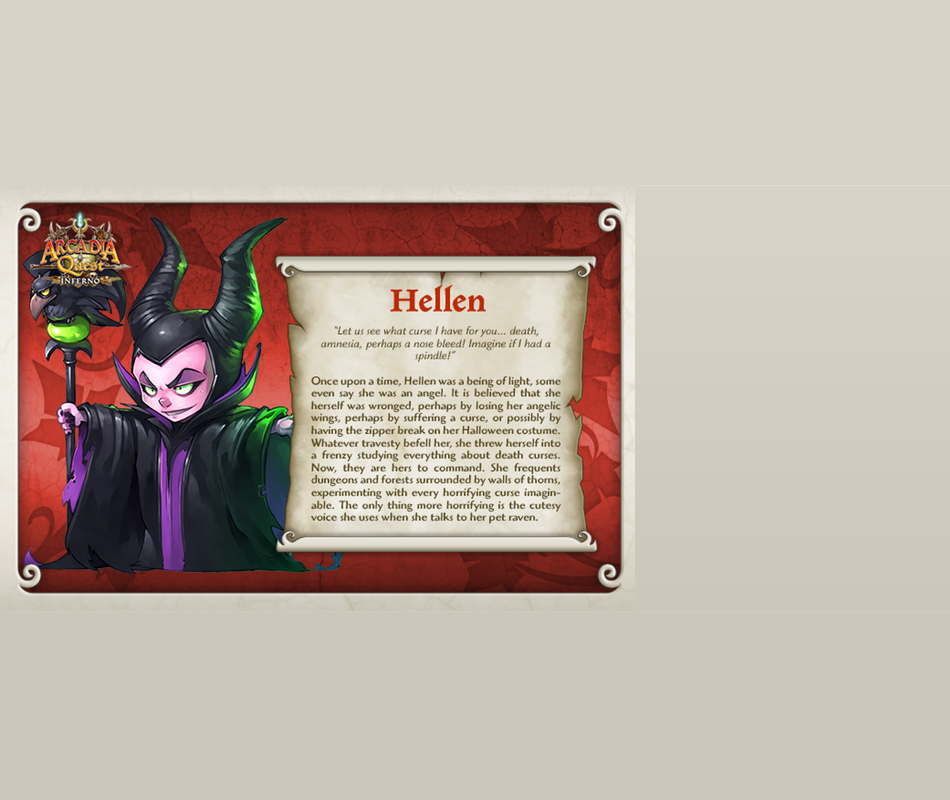 ARCADIA
Quest
INFERNO
Hellen
"Let us see what curse I have for you... death,
amnesia, perhaps a nose bleed! Imagine if I had a
spindle!"
Once upon a time, Hellen was a being of light, some
even say she was an angel. It is believed that she
herself was wronged, perhaps by losing her angelic
wings, perhaps by suffering a curse, or possibly by
having the zipper break on her Halloween costume.
Whatever travesty befell her, she threw herself into
a frenzy studying everything about death curses.
Now, they are hers to command. She frequents
dungeons and forests surrounded by walls of thorns,
experimenting with every horrifying curse imagin-
able. The only thing more horrifying is the cutesy
voice she uses when she talks to her pet raven.